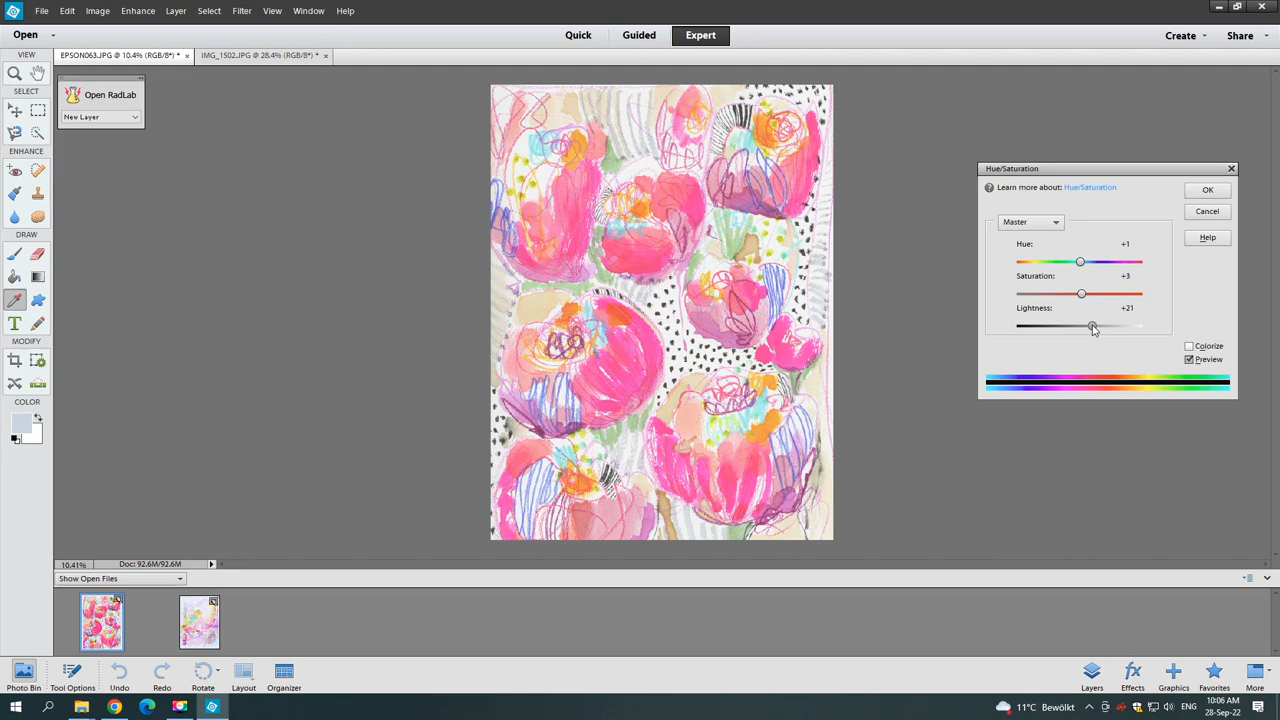 File Edit Image Enhance Layer Select Filter View Window Help
Open Quick Guided Expert Create Share
VIEW
EPSON063.JPG @ 10.4% (RGB/8*) * × IMG_1502.JPG @ 28.4% (RGB/8*) * ×
Open RadLab
New Layer
SELECT
ENHANCE
DRAW
MODIFY
COLOR
Hue/Saturation
Learn more about: Hue/Saturation
OK
Cancel
Help
Master
Hue: +1
Saturation: +3
Lightness: +21
Colorize
Preview
10.41% Doc: 92.6M/92.6M
Show Open Files
Photo Bin Tool Options Undo Redo Rotate Layout Organizer Layers Effects Graphics Favorites More
11°C Bewölkt ENG 10:06 AM
28-Sep-22